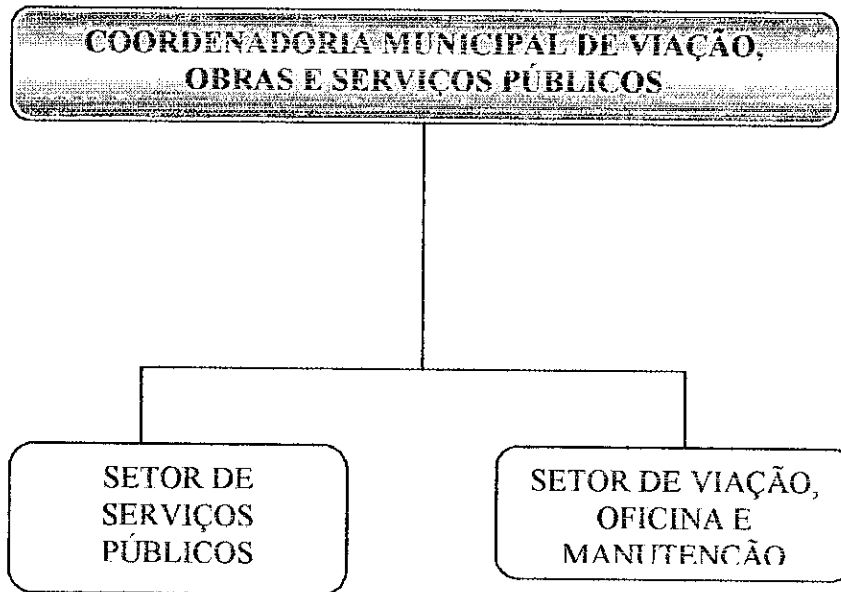 COORDENADORIA MUNICIPAL DE VIAÇÃO,
OBRAS E SERVIÇOS PÚBLICOS
SETOR DE
SERVIÇOS
PÚBLICOS
SETOR DE VIAÇÃO,
OFICINA E
MANUTENÇÃO